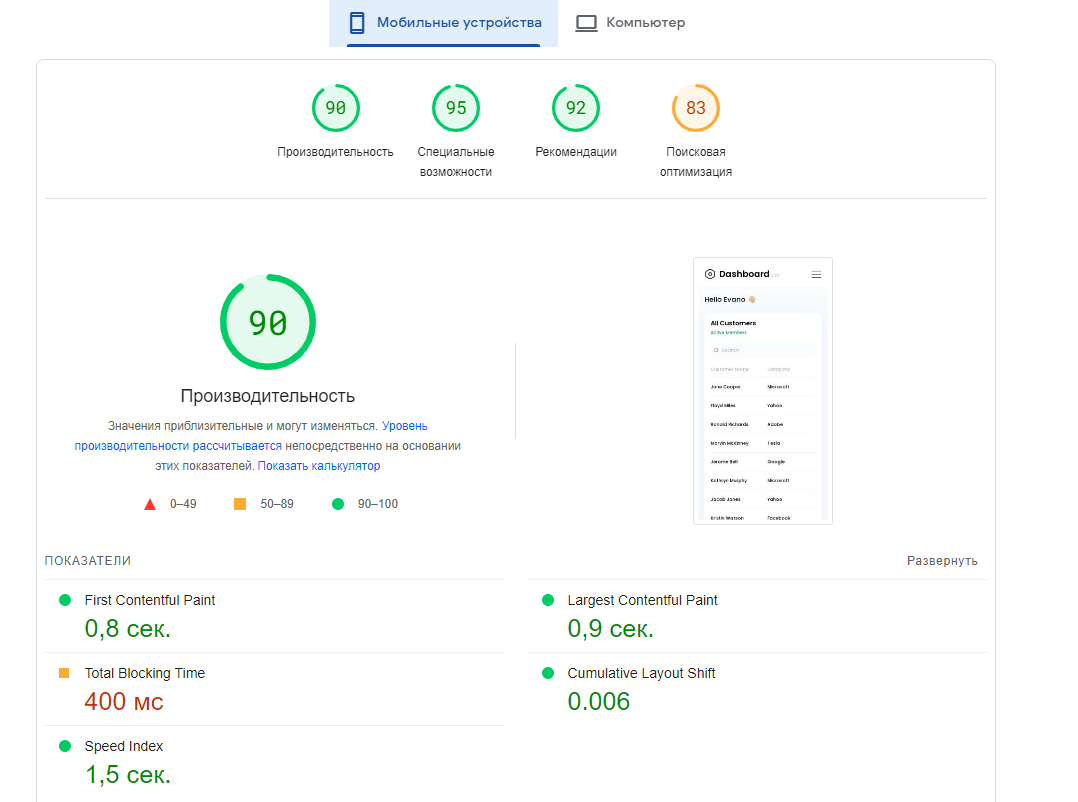 Мобильные устройства
Компьютер
90
95
92
83
Производительность
Специальные
возможности
Рекомендации
Поисковая
оптимизация
90
Производительность
Значения приблизительные и могут изменяться. Уровень
производительности рассчитывается непосредственно на основании
этих показателей. Показать калькулятор
0–49
50–89
90–100
Dashboard
Hello Evano 👋🏼
All Customers
Active Members
Search
Customer Name Company
Jane Cooper Microsoft
Floyd Miles Yahoo
Ronald Richards Adobe
Marvin McKinney Tesla
Jerome Bell Google
Kathryn Murphy Microsoft
Jacob Jones Yahoo
Kristin Watson Facebook
ПОКАЗАТЕЛИ
Развернуть
First Contentful Paint
0,8 сек.
Largest Contentful Paint
0,9 сек.
Total Blocking Time
400 мс
Cumulative Layout Shift
0.006
Speed Index
1,5 сек.